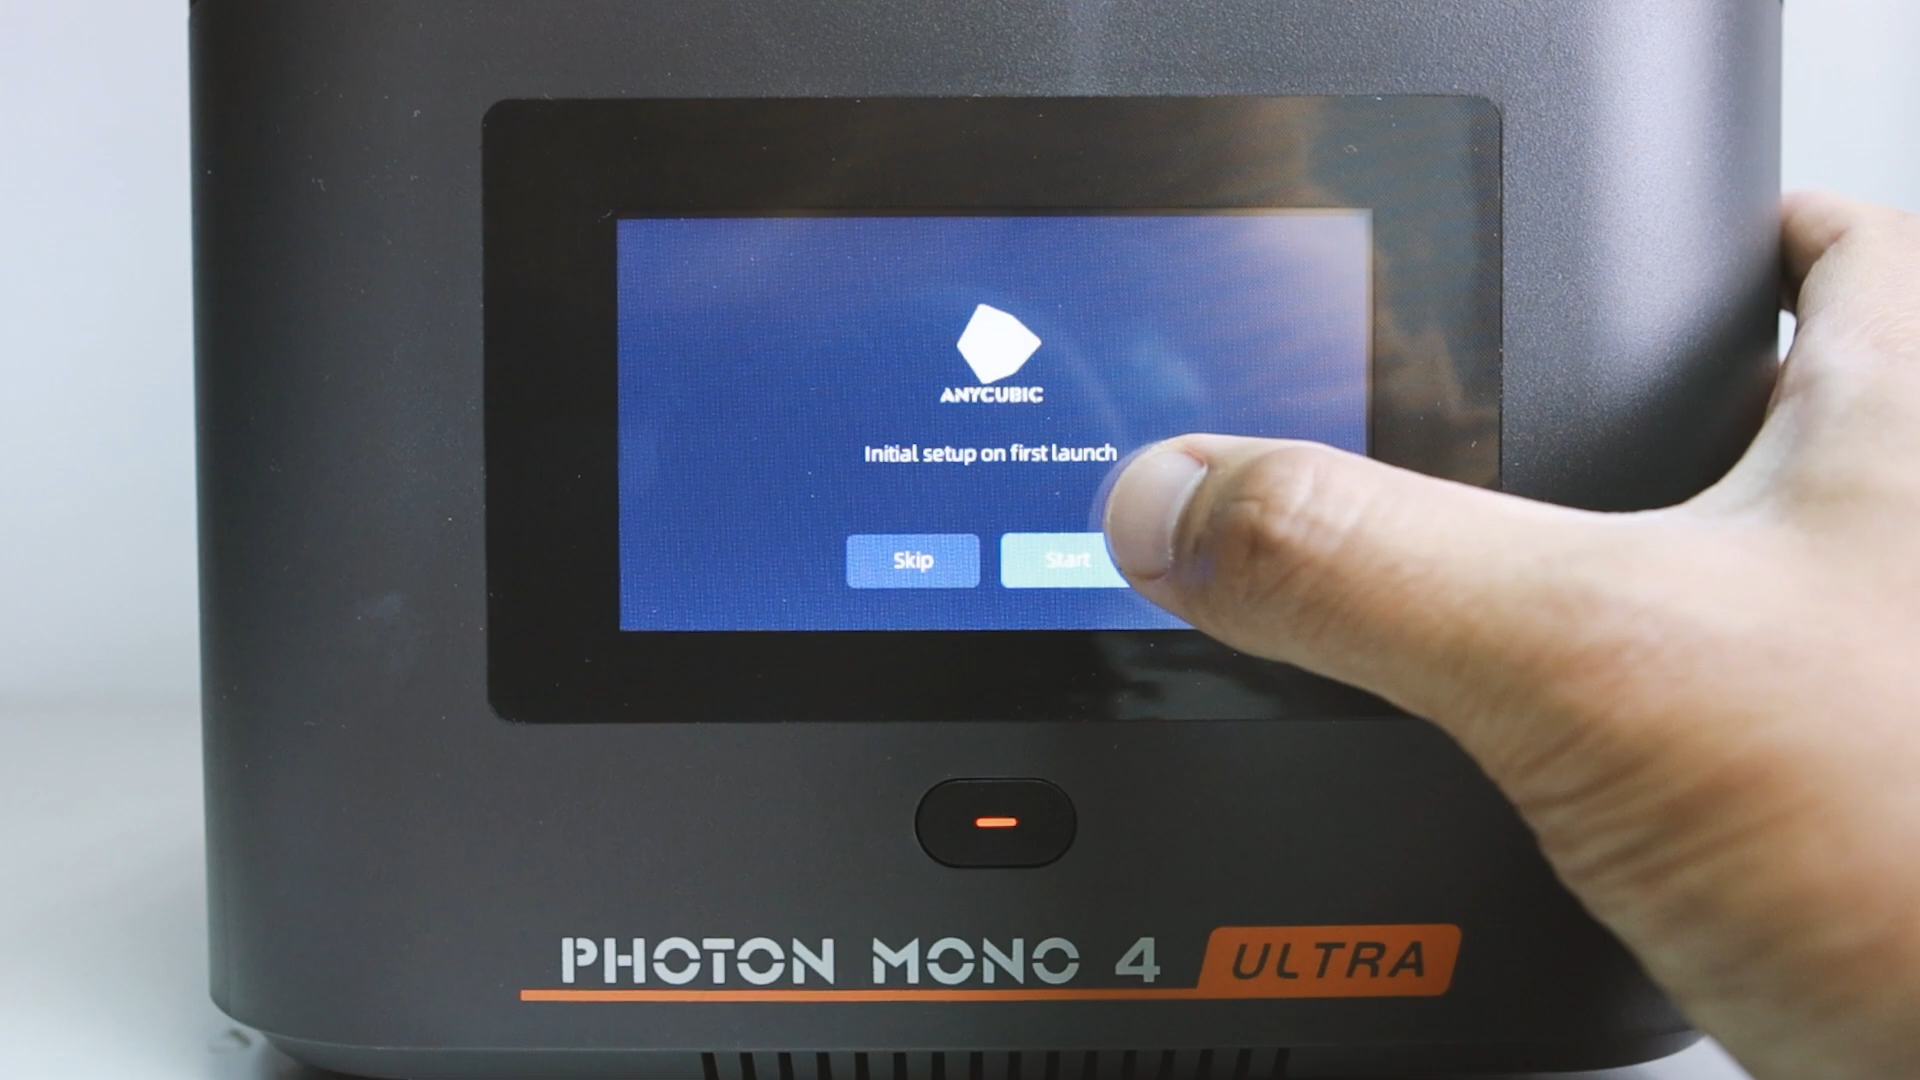 ANYCUBIC
Initial setup on first launch
Skip Start
PHOTON MONO 4 ULTRA